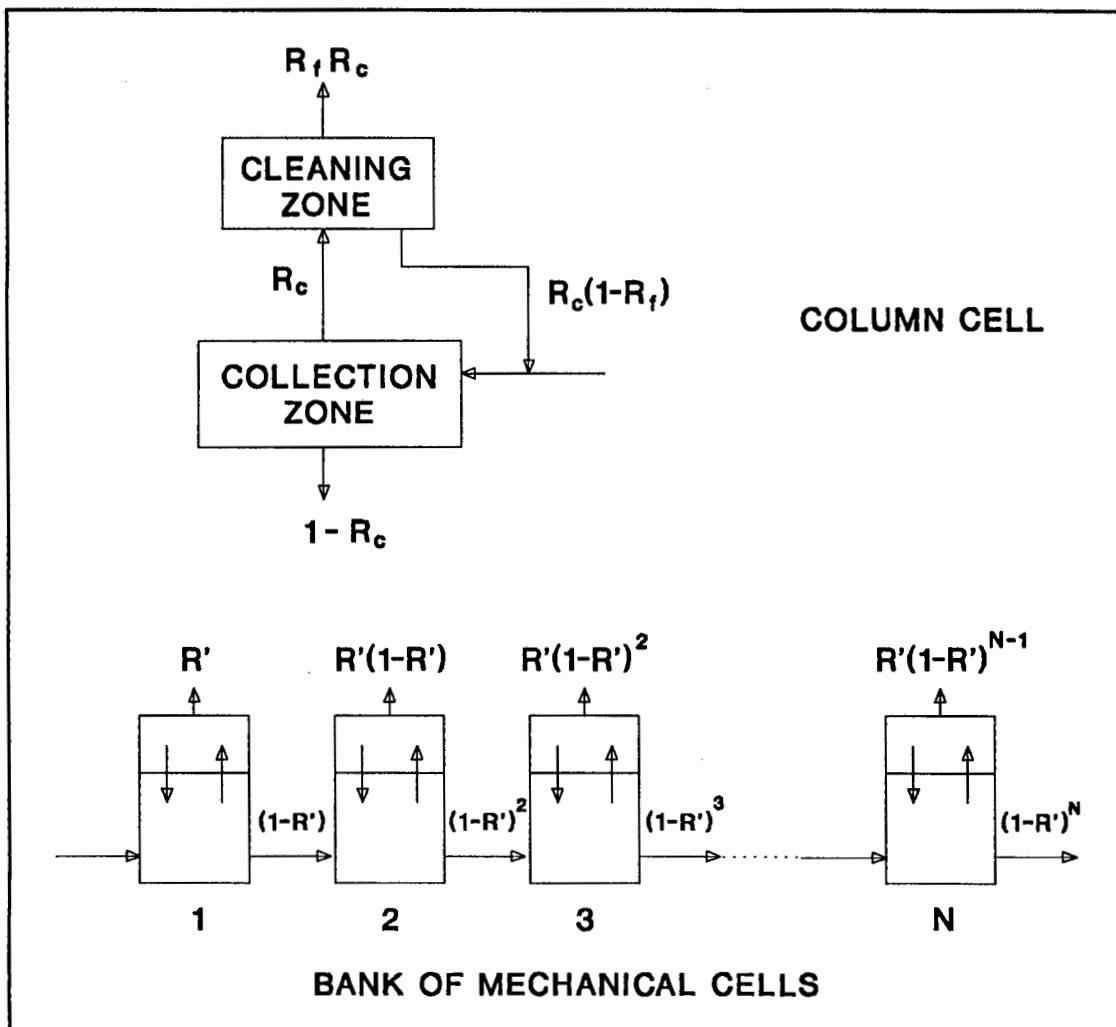 R_f R_c
CLEANING
ZONE
R_c
R_c(1-R_f)
COLUMN CELL
COLLECTION
ZONE
1 - R_c
R' R'(1-R') R'(1-R')^2 R'(1-R')^{N-1}
(1-R') (1-R')^2 (1-R')^3 (1-R')^N
1 2 3 N
BANK OF MECHANICAL CELLS